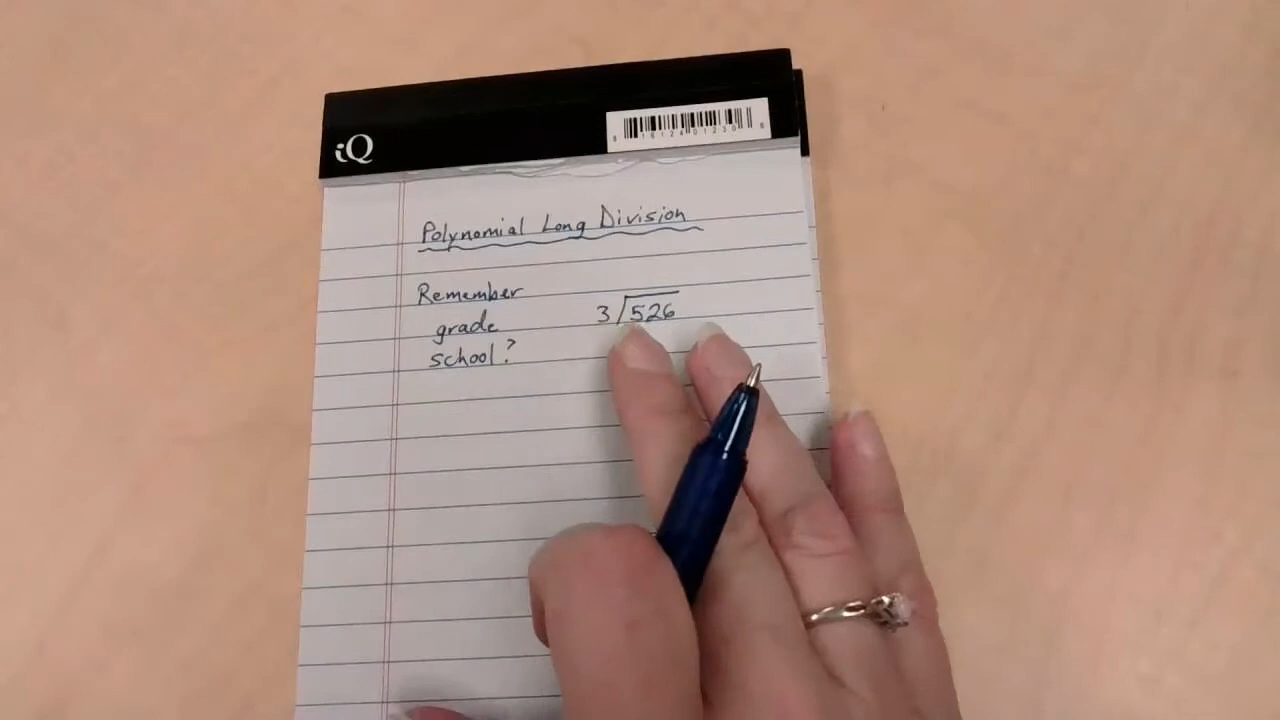 iQ
Polynomial Long Division
Remember
grade
school?
3 526